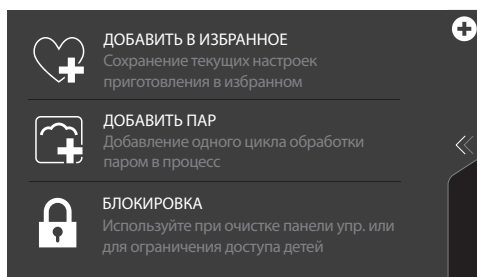 ДОБАВИТЬ В ИЗБРАННОЕ
Сохранение текущих настроек
приготовления в избранном
ДОБАВИТЬ ПАР
Добавление одного цикла обработки
паром в процесс
БЛОКИРОВКА
Используйте при очистке панели упр. или
для ограничения доступа детей